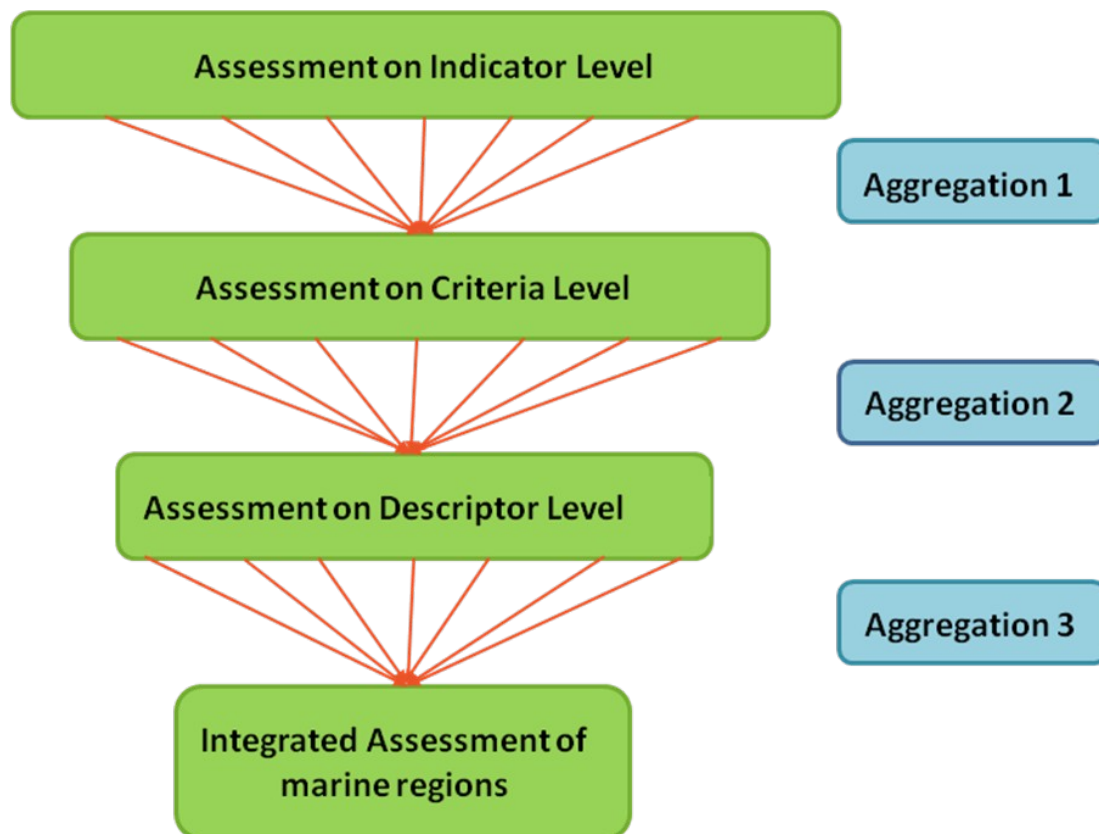 Assessment on Indicator Level
Aggregation 1
Assessment on Criteria Level
Aggregation 2
Assessment on Descriptor Level
Aggregation 3
Integrated Assessment of
marine regions